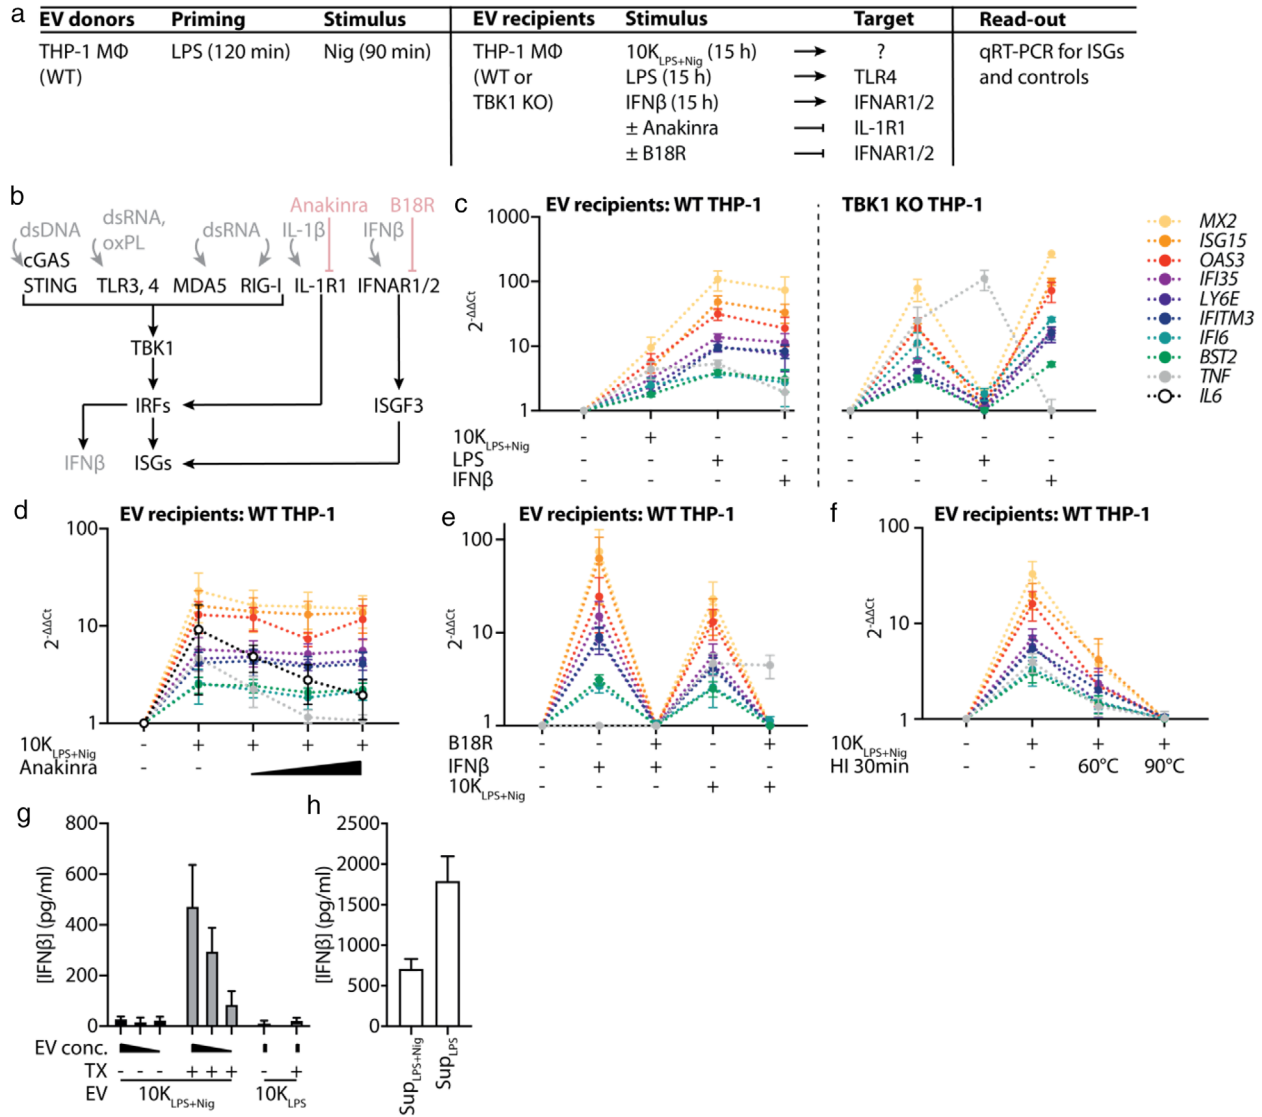 a
EV donors Priming Stimulus EV recipients Stimulus Target Read-out
THP-1 MΦ LPS (120 min) Nig (90 min) THP-1 MΦ 10K LPS+Nig (15 h) ? qRT-PCR for ISGs
(WT) (WT or LPS (15 h) TLR4 and controls
TBK1 KO) IFNβ (15 h) IFNAR1/2
± Anakinra IL-1R1
± B18R IFNAR1/2
b
Anakinra B18R
dsDNA dsRNA, oxPL dsRNA IL-1β IFNβ
cGAS
STING TLR3, 4 MDA5 RIG-I IL-1R1 IFNAR1/2
TBK1
IRFs ISGF3
IFNβ ISGs
c
EV recipients: WT THP-1 TBK1 KO THP-1
2-ΔΔCt
1000
100
10
1
10K LPS+Nig - + - - - + - -
LPS - - + - - - + -
IFNβ - - - + - - - +
MX2
ISG15
OAS3
IFI35
LY6E
IFITM3
IFI6
BST2
TNF
IL6
d
EV recipients: WT THP-1
2-ΔΔCt
100
10
1
10K LPS+Nig - + + + +
Anakinra - -
e
EV recipients: WT THP-1
2-ΔΔCt
100
10
1
B18R - - + - +
IFNβ - + + - -
10K LPS+Nig - - - + +
f
EV recipients: WT THP-1
2-ΔΔCt
100
10
1
10K LPS+Nig - + + +
HI 30min - - 60°C 90°C
g
[IFNβ] (pg/ml)
800
600
400
200
0
EV conc.
TX - - - + + + - +
EV 10K LPS+Nig 10K LPS
h
[IFNβ] (pg/ml)
2500
2000
1500
1000
500
0
Sup LPS+Nig
Sup LPS